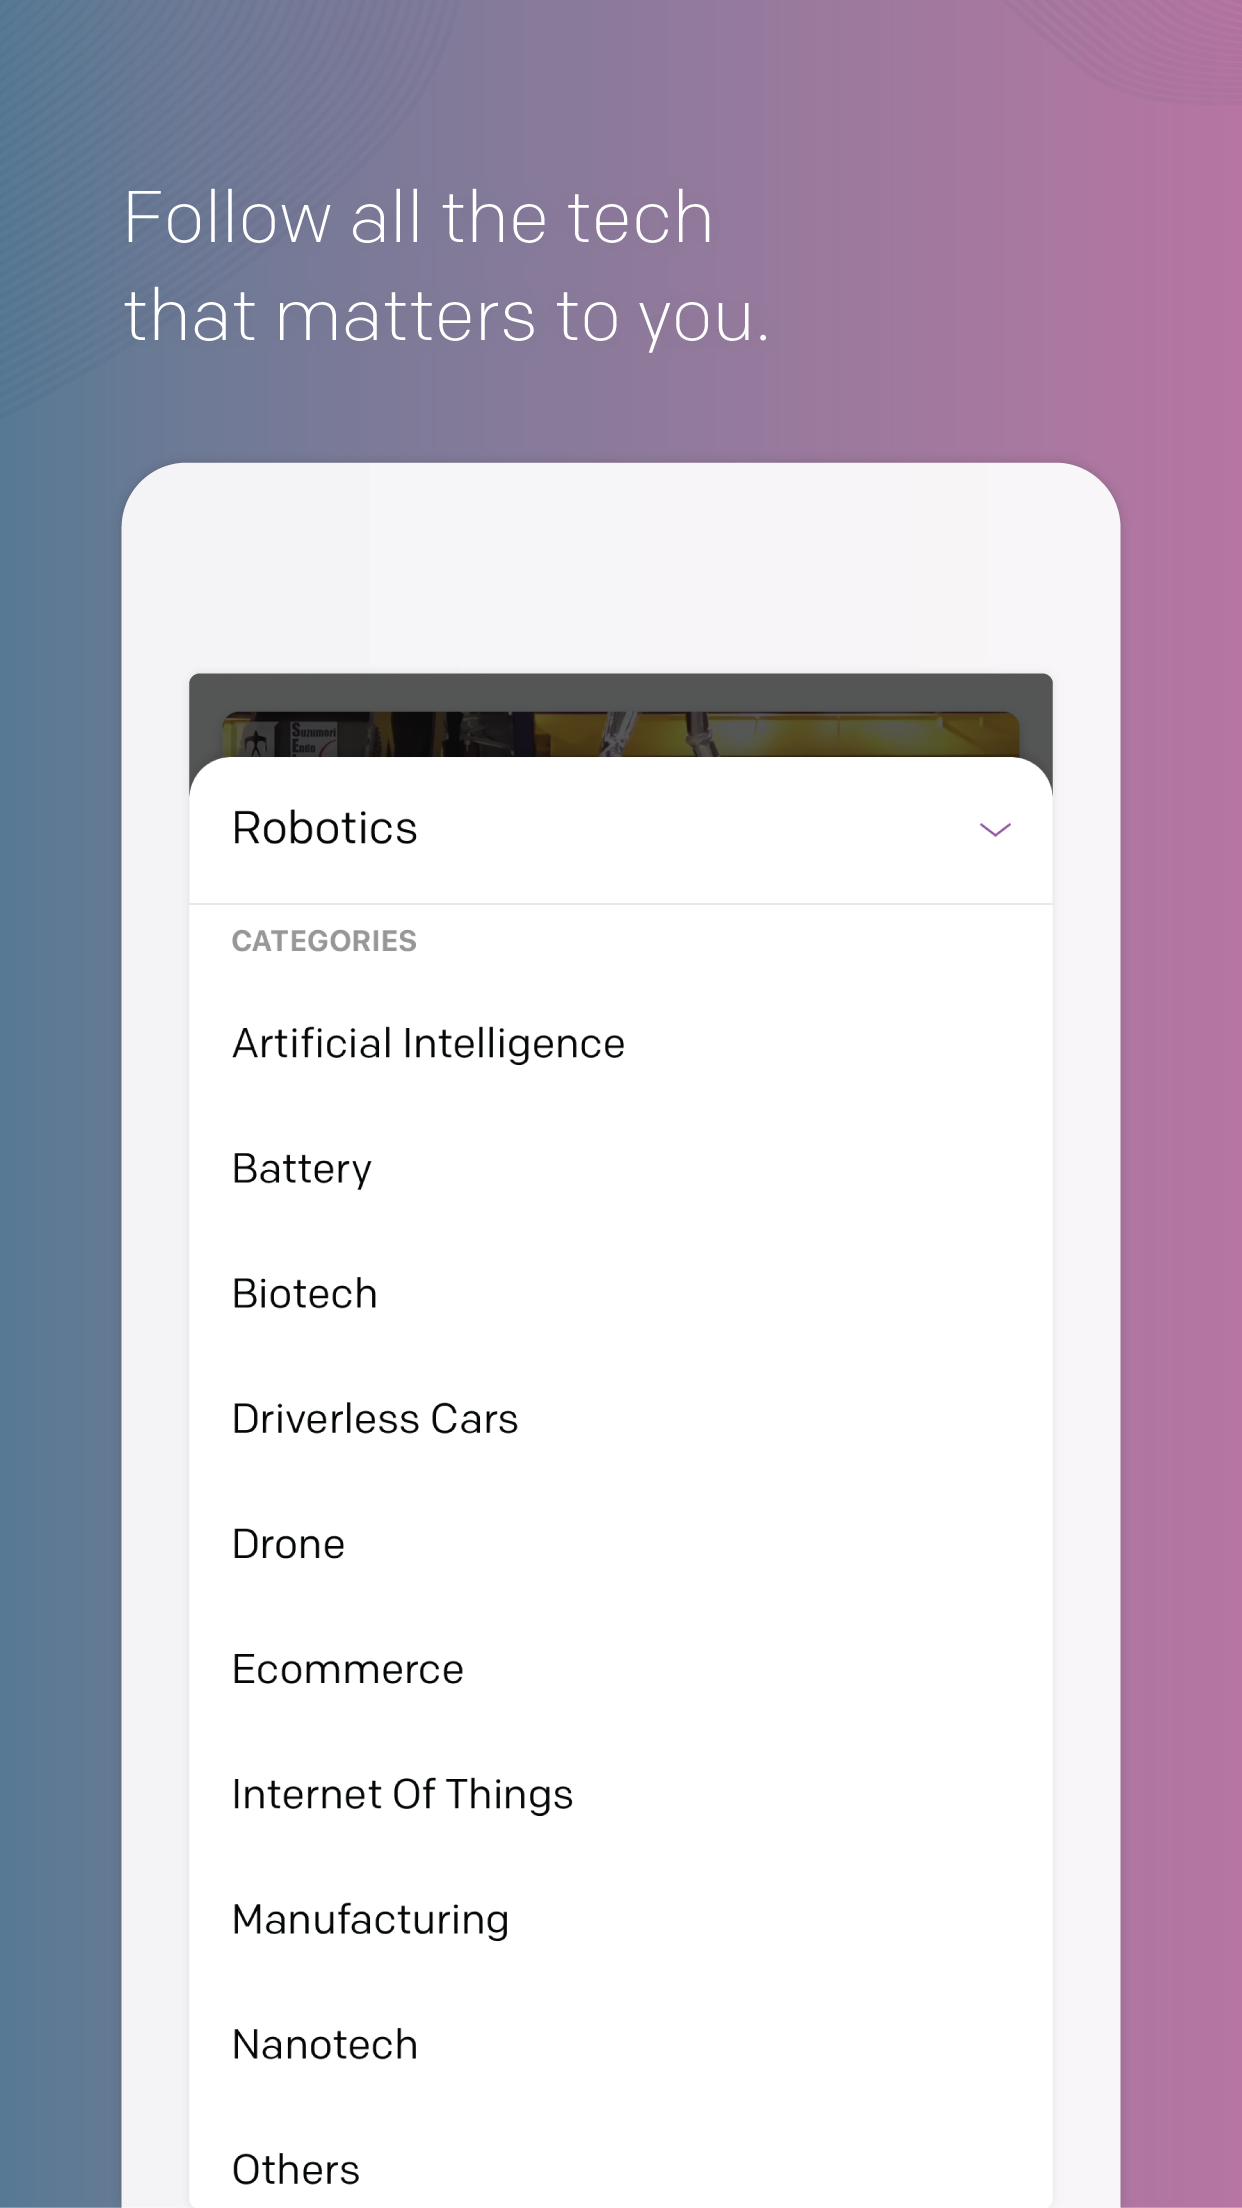 Follow all the tech
that matters to you.
Suzumori
Endo
Robotics
CATEGORIES
Artificial Intelligence
Battery
Biotech
Driverless Cars
Drone
Ecommerce
Internet Of Things
Manufacturing
Nanotech
Others